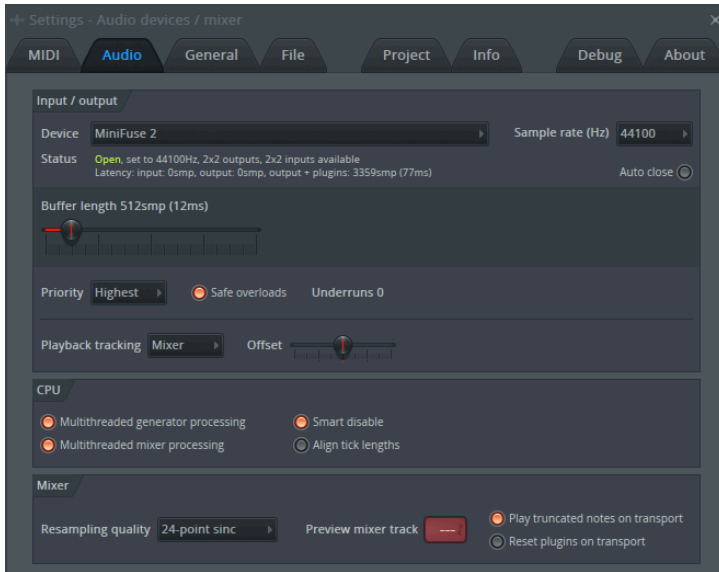 Settings - Audio devices / mixer
MIDI Audio General File Project Info Debug About
Input / output
Device MiniFuse 2 Sample rate (Hz) 44100
Status Open, set to 44100Hz, 2x2 outputs, 2x2 inputs available
Latency: input: 0smp, output: 0smp, output + plugins: 3359smp (77ms)
Auto close
Buffer length 512smp (12ms)
Priority Highest Safe overloads Underruns 0
Playback tracking Mixer Offset
CPU
Multithreaded generator processing Smart disable
Multithreaded mixer processing Align tick lengths
Mixer
Resampling quality 24-point sinc Preview mixer track --- Play truncated notes on transport
Reset plugins on transport